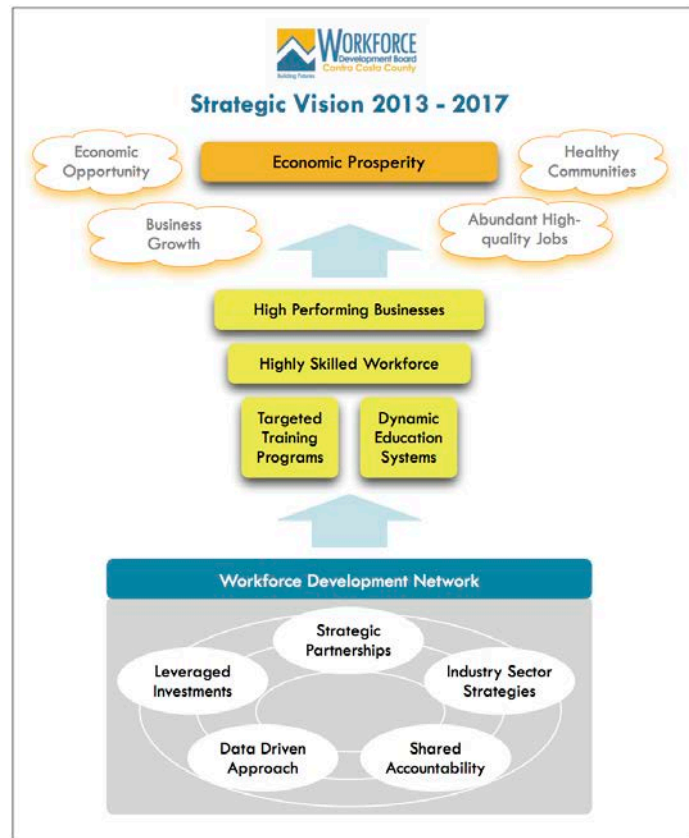 WORKFORCE
Development Board
Contra Costa County
Building Futures
Strategic Vision 2013 - 2017
Economic
Opportunity
Economic Prosperity
Healthy
Communities
Business
Growth
Abundant High-
quality Jobs
High Performing Businesses
Highly Skilled Workforce
Targeted
Training
Programs
Dynamic
Education
Systems
Workforce Development Network
Strategic
Partnerships
Leveraged
Investments
Industry Sector
Strategies
Data Driven
Approach
Shared
Accountability